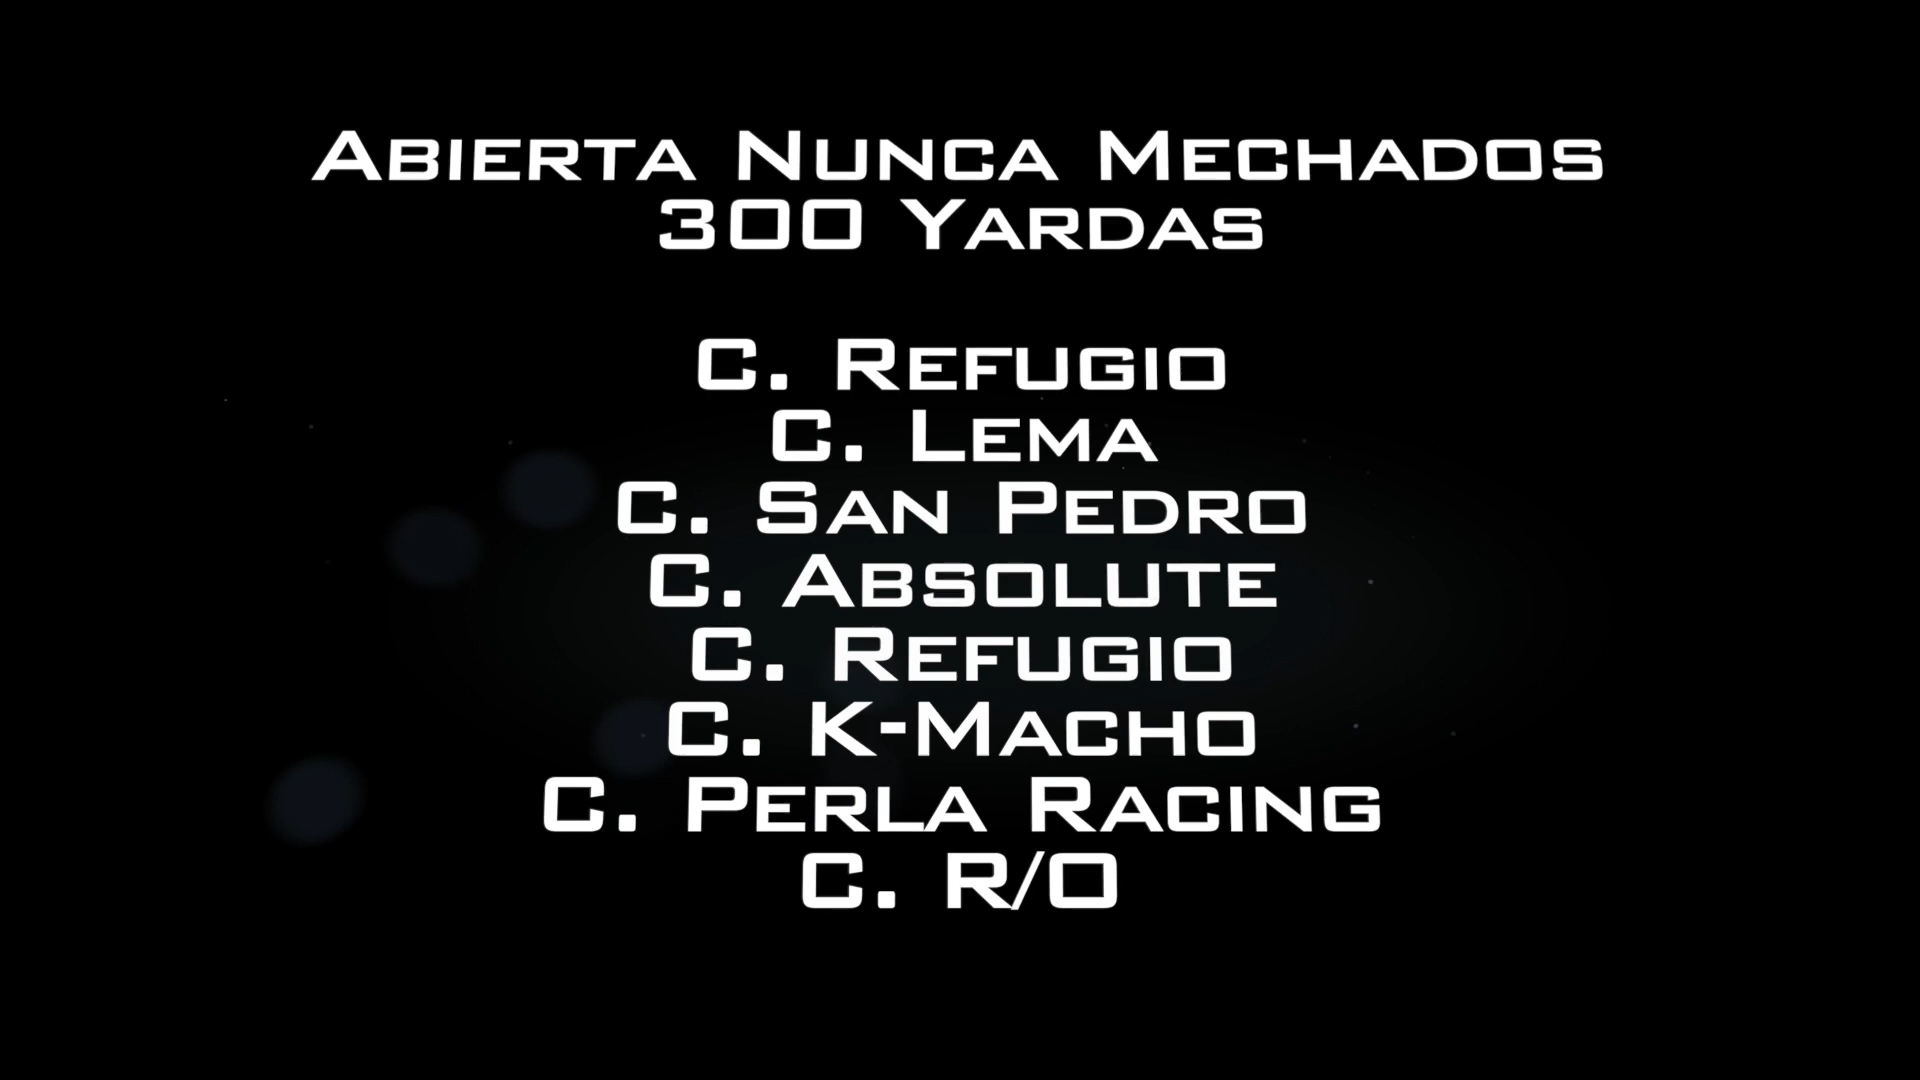 Abierta Nunca Mechados
300 Yardas
C. Refugio
C. Lema
C. San Pedro
C. Absolute
C. Refugio
C. K-Macho
C. Perla Racing
C. R/O